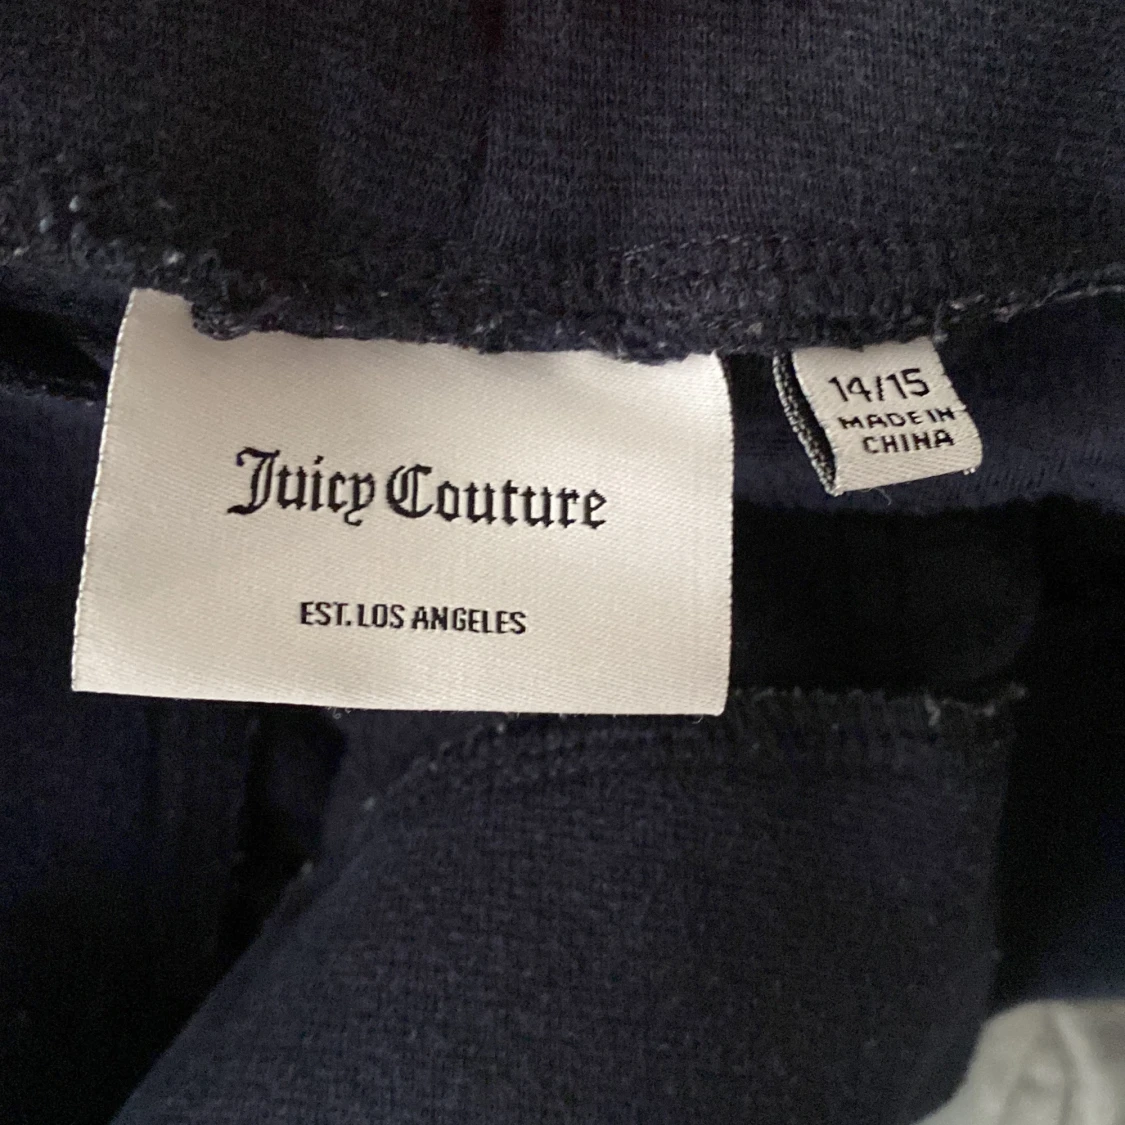 Juicy Couture
EST. LOS ANGELES
14/15
MADE IN
CHINA